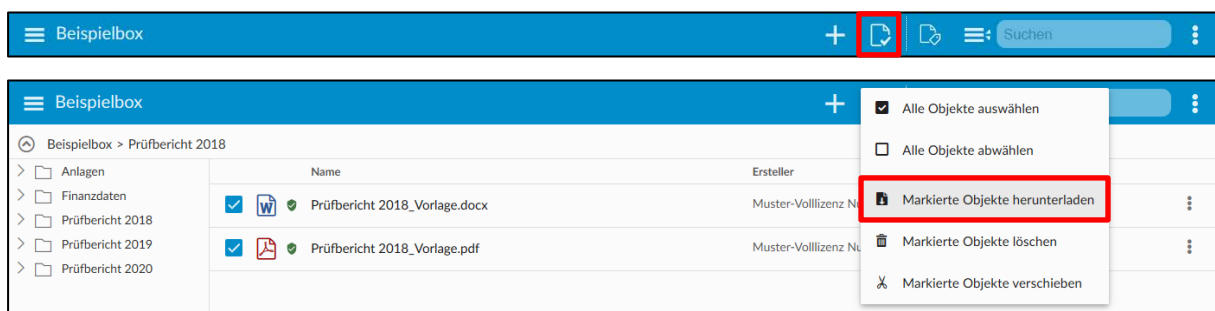 Beispielbox
Suchen
Beispielbox
Alle Objekte auswählen
Beispielbox > Prüfbericht 2018
Alle Objekte abwählen
Anlagen
Name
Ersteller
Finanzdaten
Prüfbericht 2018_Vorlage.docx
Muster-Volllizenz
Markierte Objekte herunterladen
Prüfbericht 2018
Prüfbericht 2019
Prüfbericht 2018_Vorlage.pdf
Muster-Volllizenz
Markierte Objekte löschen
Prüfbericht 2020
Markierte Objekte verschieben